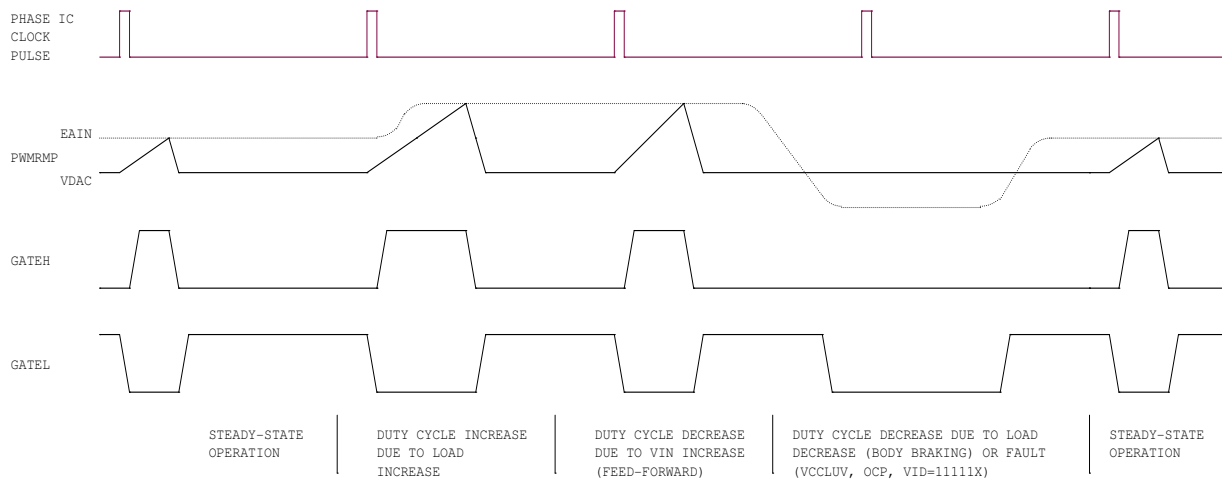 PHASE IC
CLOCK
PULSE
EAIN
PWMRMP
VDAC
GATEH
GATEL
STEADY-STATE
OPERATION
DUTY CYCLE INCREASE
DUE TO LOAD
INCREASE
DUTY CYCLE DECREASE
DUE TO VIN INCREASE
(FEED-FORWARD)
DUTY CYCLE DECREASE DUE TO LOAD
DECREASE (BODY BRAKING) OR FAULT
(VCCLUV, OCP, VID=11111X)
STEADY-STATE
OPERATION